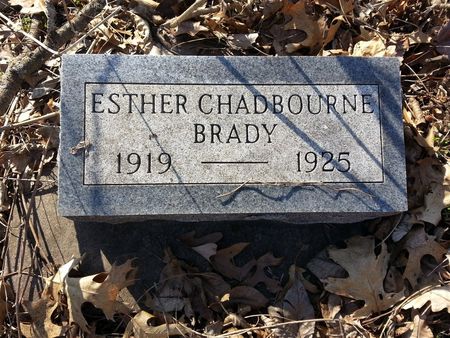 ESTHER CHADBOURNE
BRADY
1919 — 1925